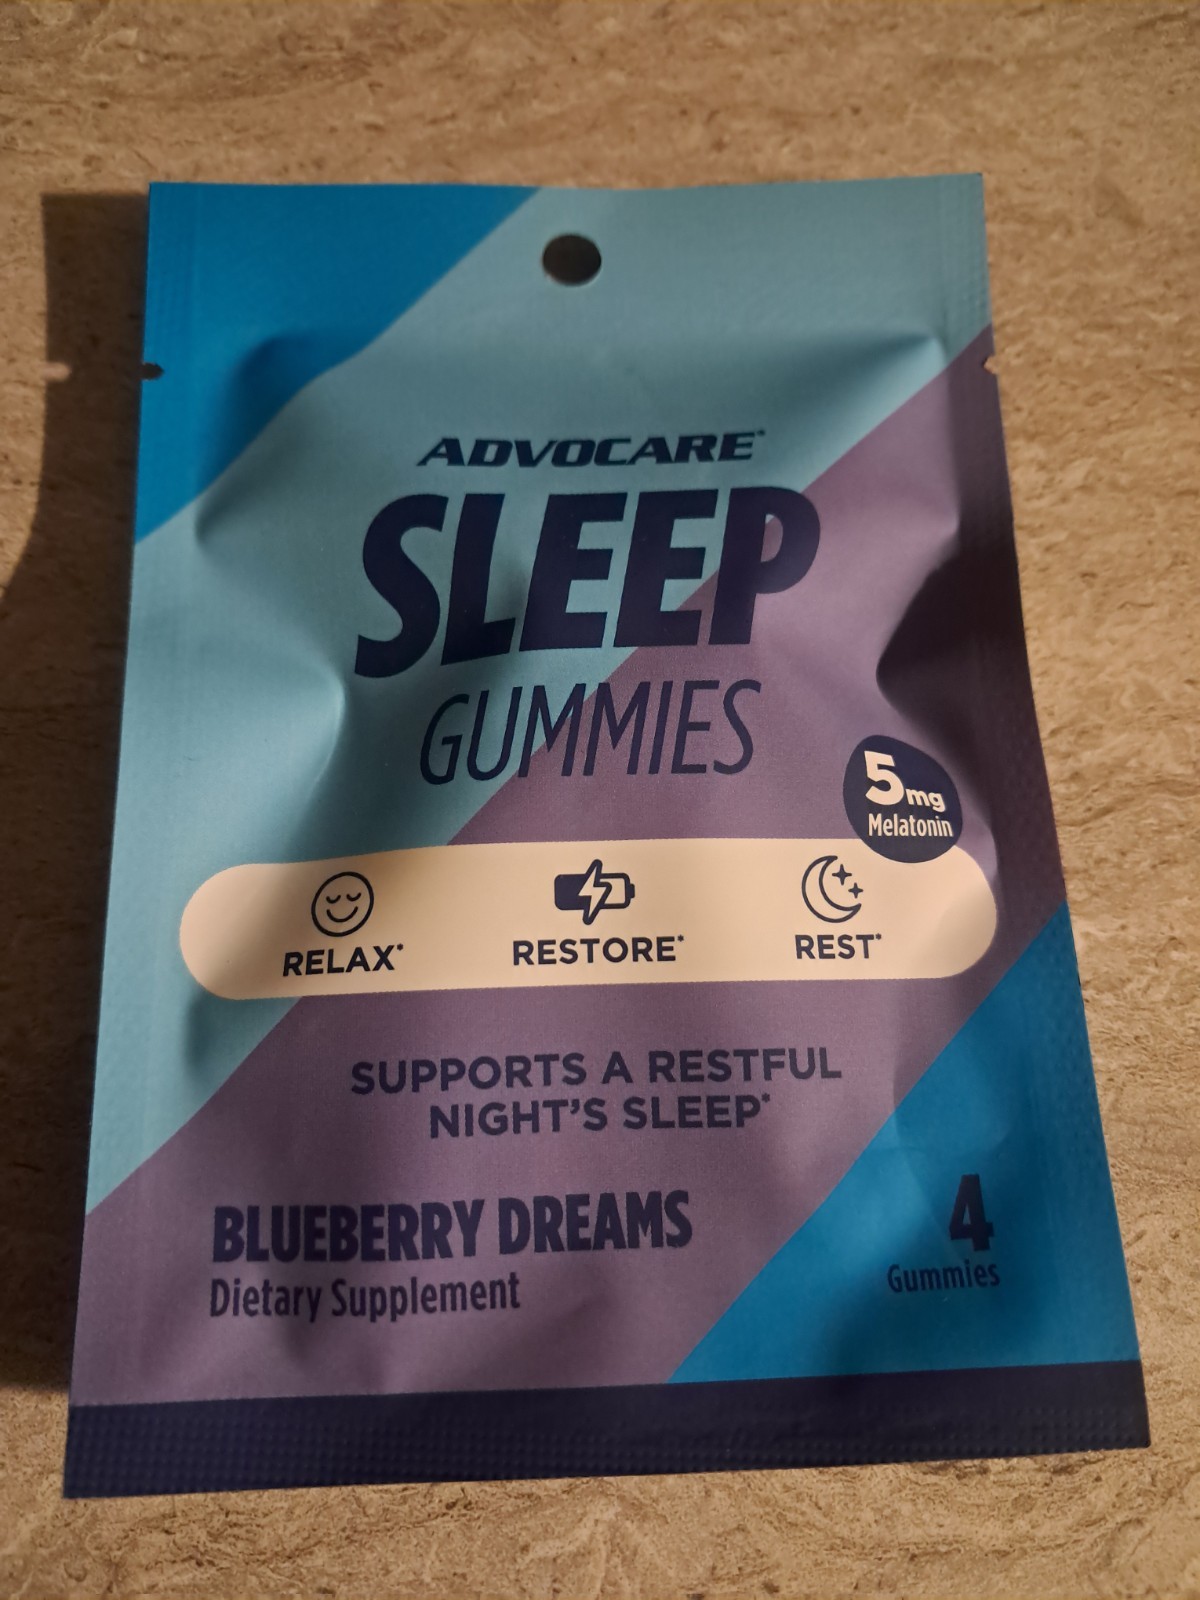 ADVOCARE®
SLEEP
GUMMIES
5mg
Melatonin
RELAX*
RESTORE*
REST*
SUPPORTS A RESTFUL
NIGHT'S SLEEP*
BLUEBERRY DREAMS
Dietary Supplement
4
Gummies